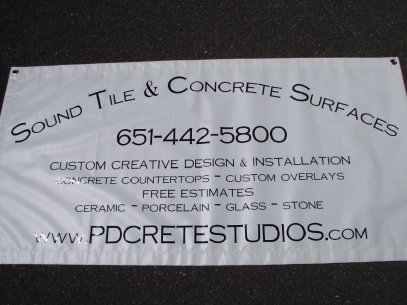 Sound Tile & Concrete Surfaces
651-442-5800
Custom Creative Design & Installation
Concrete Countertops - Custom Overlays
Free Estimates
Ceramic - Porcelain - Glass - Stone
www.PDCRETESTUDIOS.com